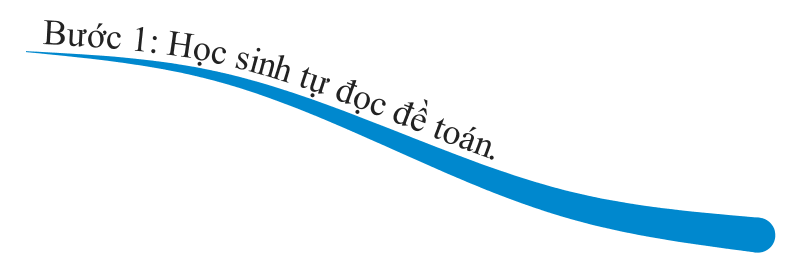 Bước 1: Học sinh tự đọc đề toán.